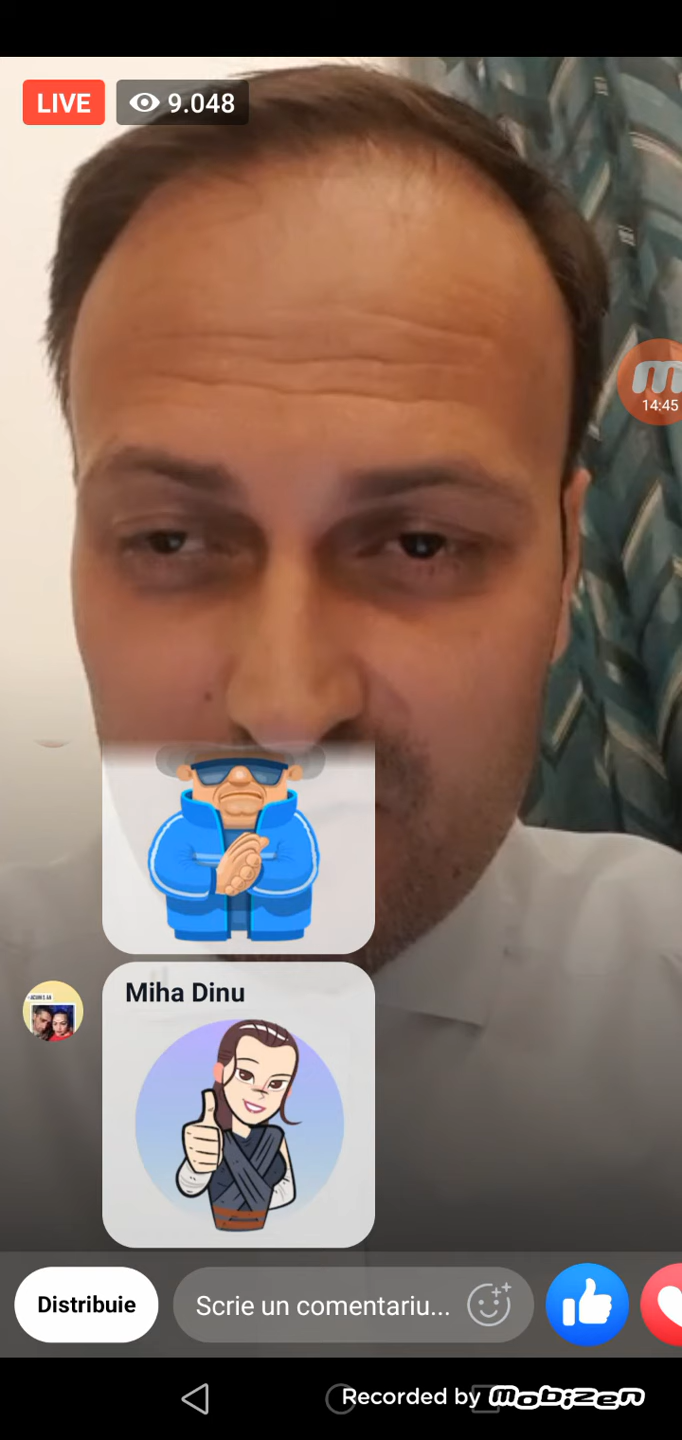 LIVE
9.048
14:45
Miha Dinu
Distribuie
Scrie un comentariu...
Recorded by mobizen